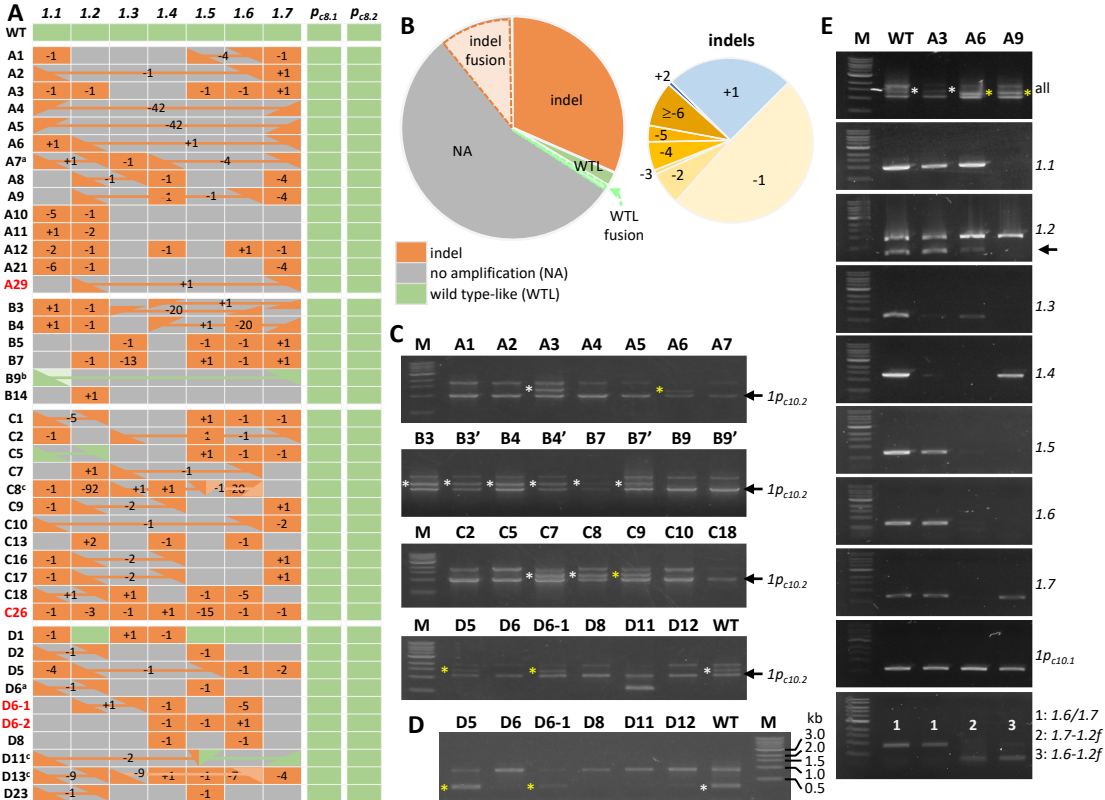 A 1.1 1.2 1.3 1.4 1.5 1.6 1.7 pc8.1 pc8.2
WT
A1 -1 -4 -1
A2 -1 +1
A3 -1 -1 +1 -1 -1 +1
A4 -42
A5 -42
A6 +1 +1
A7a +1 -1 -4
A8 -1 -1 -4
A9 -1 -1 -4
A10 -5 -1
A11 +1 -2
A12 -2 -1 -1 +1 -1
A21 -6 -1 -4
A29 +1
B3 +1 -1 -20 +1
B4 +1 -1 +1 -20
B5 -1 -1 -1 +1
B7 -1 -13 +1 -1 +1
B9b
B14 +1
C1 -5 +1 -1 -1
C2 -1 -1 -1
C5 +1 -1 -1
C7 +1 -1
C8c -1 -92 +1 +1 -1 -20
C9 -1 -2 +1
C10 -1 -2
C13 +2 -1 -1
C16 -1 -2 +1
C17 -1 -2 +1
C18 +1 +1 -1 -5
C26 -1 -3 -1 +1 -15 -1 -1
D1 -1 +1 -1
D2 -1 -1
D5 -4 -1 -1 -2
D6a -1 -1
D6-1 +1 -1 -5
D6-2 -1 -1 +1
D8 -1 -1
D11c -2
D13c -9 -9 +1 -1 -7 -4
D23 -1 -1
B
indel fusion
indel
NA
WTL
WTL fusion
indel
no amplification (NA)
wild type-like (WTL)
indels
+2
+1
≥-6
-5
-4
-3
-2
-1
C
M A1 A2 A3 A4 A5 A6 A7
* * 1pc10.2
B3 B3’ B4 B4’ B7 B7’ B9 B9’
* * * * * 1pc10.2
M C2 C5 C7 C8 C9 C10 C18
* * * 1pc10.2
M D5 D6 D6-1 D8 D11 D12 WT
* * * 1pc10.2
D
D5 D6 D6-1 D8 D11 D12 WT M
* * *
kb
3.0
2.0
1.5
1.0
0.5
E
M WT A3 A6 A9
* * * * all
1.1
1.2
1.3
1.4
1.5
1.6
1.7
1pc10.1
1 1 2 3
1: 1.6/1.7
2: 1.7-1.2f
3: 1.6-1.2f